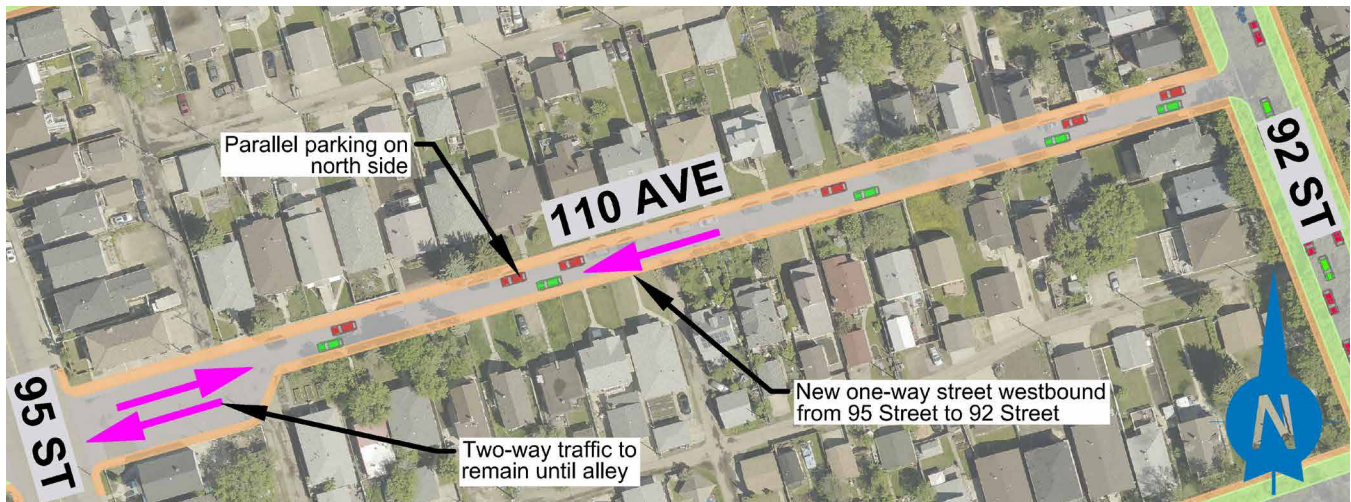 Parallel parking on
north side
110 AVE
92 ST
95 ST
New one-way street westbound
from 95 Street to 92 Street
Two-way traffic to
remain until alley
N